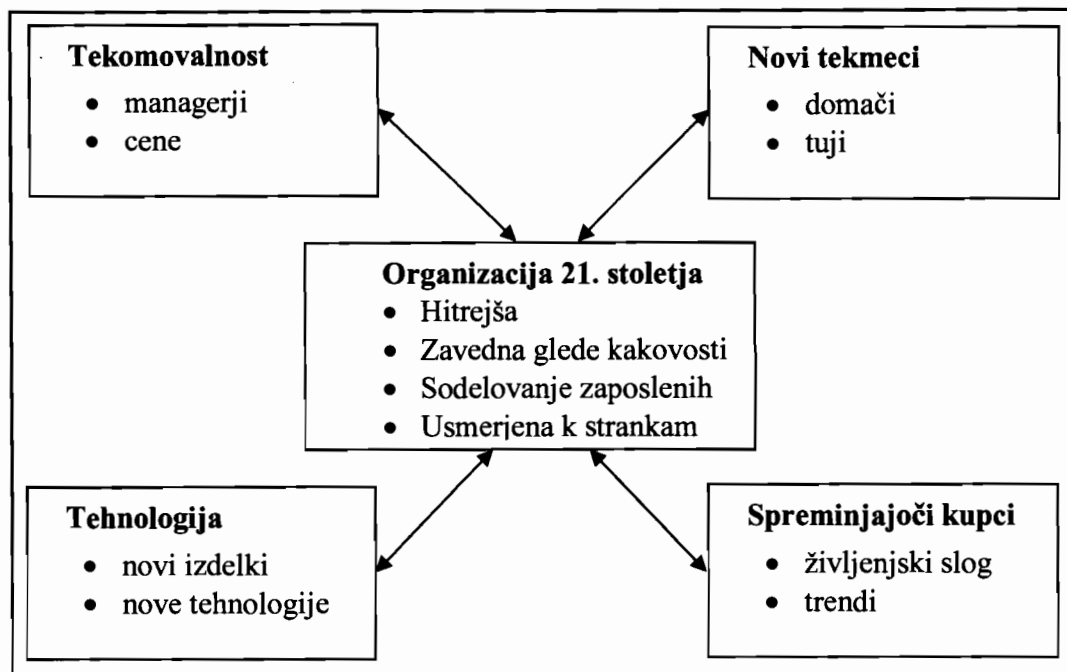 Tekomovalnost
• managerji
• cene
Novi tekmeci
• domači
• tuji
Organizacija 21. stoletja
• Hitrejša
• Zavedna glede kakovosti
• Sodelovanje zaposlenih
• Usmerjena k strankam
Tehnologija
• novi izdelki
• nove tehnologije
Spreminjajoči kupci
• življenjski slog
• trendi